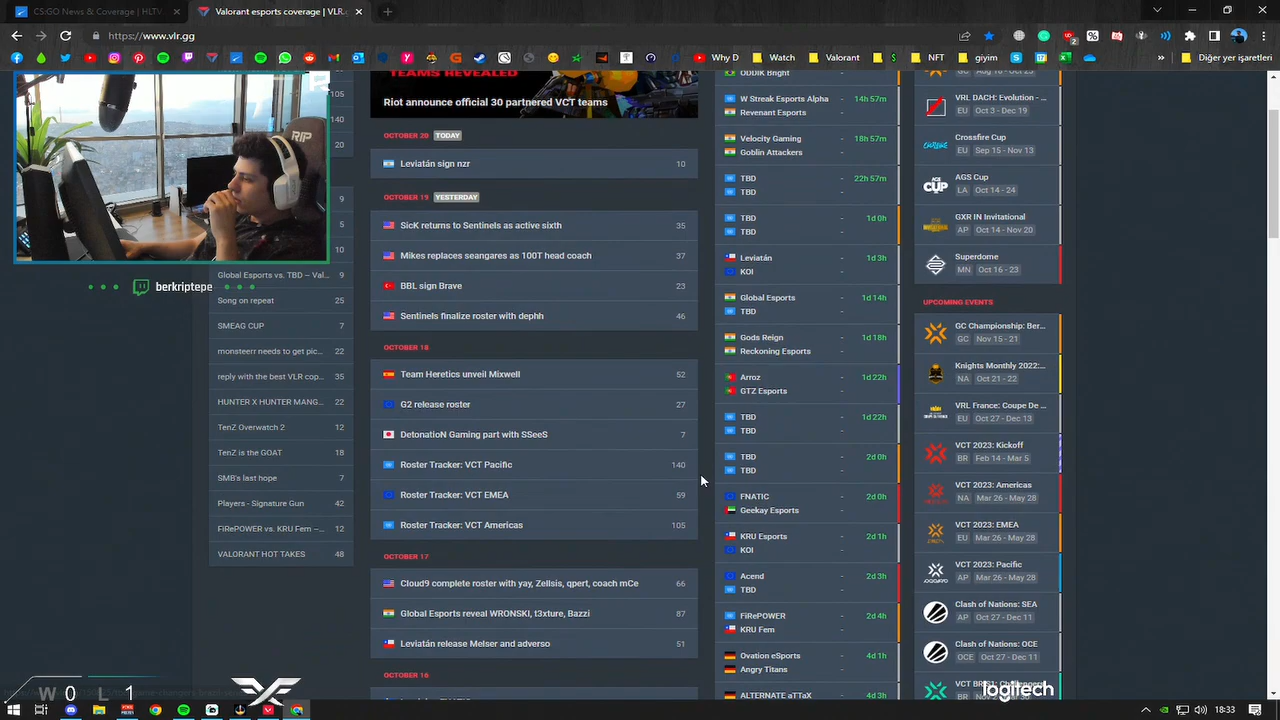 CS:GO News & Coverage | HLTV
Valorant esports coverage | VLR.
https://www.vlr.gg
Why D
Watch
Valorant
$
NFT
giyim
Diğer yer işaretleri
RIP
berkriptepe
105
140
20
9
5
10
Global Esports vs. TBD – Val... 9
Song on repeat 25
SMEAG CUP 7
monsteerr needs to get pic... 22
reply with the best VLR cop... 35
HUNTER X HUNTER MANG... 22
TenZ Overwatch 2 12
TenZ is the GOAT 18
SMB's last hope 7
Players - Signature Gun 42
FiRePOWER vs. KRU Fem –... 12
VALORANT HOT TAKES 48
TEAMS REVEALED
Riot announce official 30 partnered VCT teams
OCTOBER 20 TODAY
Leviatán sign nzr 10
OCTOBER 19 YESTERDAY
SicK returns to Sentinels as active sixth 35
Mikes replaces seangares as 100T head coach 37
BBL sign Brave 23
Sentinels finalize roster with dephh 46
OCTOBER 18
Team Heretics unveil Mixwell 52
G2 release roster 27
DetonatioN Gaming part with SSeeS 7
Roster Tracker: VCT Pacific 140
Roster Tracker: VCT EMEA 59
Roster Tracker: VCT Americas 105
OCTOBER 17
Cloud9 complete roster with yay, Zellsis, qpert, coach mCe 66
Global Esports reveal WRONSKI, t3xture, Bazzi 87
Leviatán release Melser and adverso 51
OCTOBER 16
ODDIK Bright
W Streak Esports Alpha - 14h 57m
Revenant Esports -
Velocity Gaming - 18h 57m
Goblin Attackers -
TBD - 22h 57m
TBD -
TBD - 1d 0h
TBD -
Leviatán - 1d 3h
KOI -
Global Esports - 1d 14h
TBD -
Gods Reign - 1d 18h
Reckoning Esports -
Arroz - 1d 22h
GTZ Esports -
TBD - 1d 22h
TBD -
TBD - 2d 0h
TBD -
FNATIC - 2d 0h
Geekay Esports -
KRU Esports - 2d 1h
KOI -
Acend - 2d 3h
TBD -
FiRePOWER - 2d 4h
KRU Fem -
Ovation eSports - 4d 1h
Angry Titans -
ALTERNATE aTTaX - 4d 3h
VRL DACH: Evolution - ...
EU Oct 3 - Dec 19
Crossfire Cup
EU Sep 15 - Nov 13
AGS CUP
AGS Cup
LA Oct 14 - 24
GXR IN Invitational
AP Oct 14 - Nov 20
Superdome
MN Oct 16 - 23
UPCOMING EVENTS
GC Championship: Ber...
GC Nov 15 - 21
Knights Monthly 2022:...
NA Oct 21 - 22
VRL France: Coupe De ...
EU Oct 27 - Dec 13
VCT 2023: Kickoff
BR Feb 14 - Mar 5
VCT 2023: Americas
NA Mar 26 - May 28
VCT 2023: EMEA
EU Mar 26 - May 28
VCT 2023: Pacific
AP Mar 26 - May 28
Clash of Nations: SEA
AP Oct 27 - Dec 11
Clash of Nations: OCE
OCE Oct 27 - Dec 11
BR
W 0 L 1
logitech
18:33